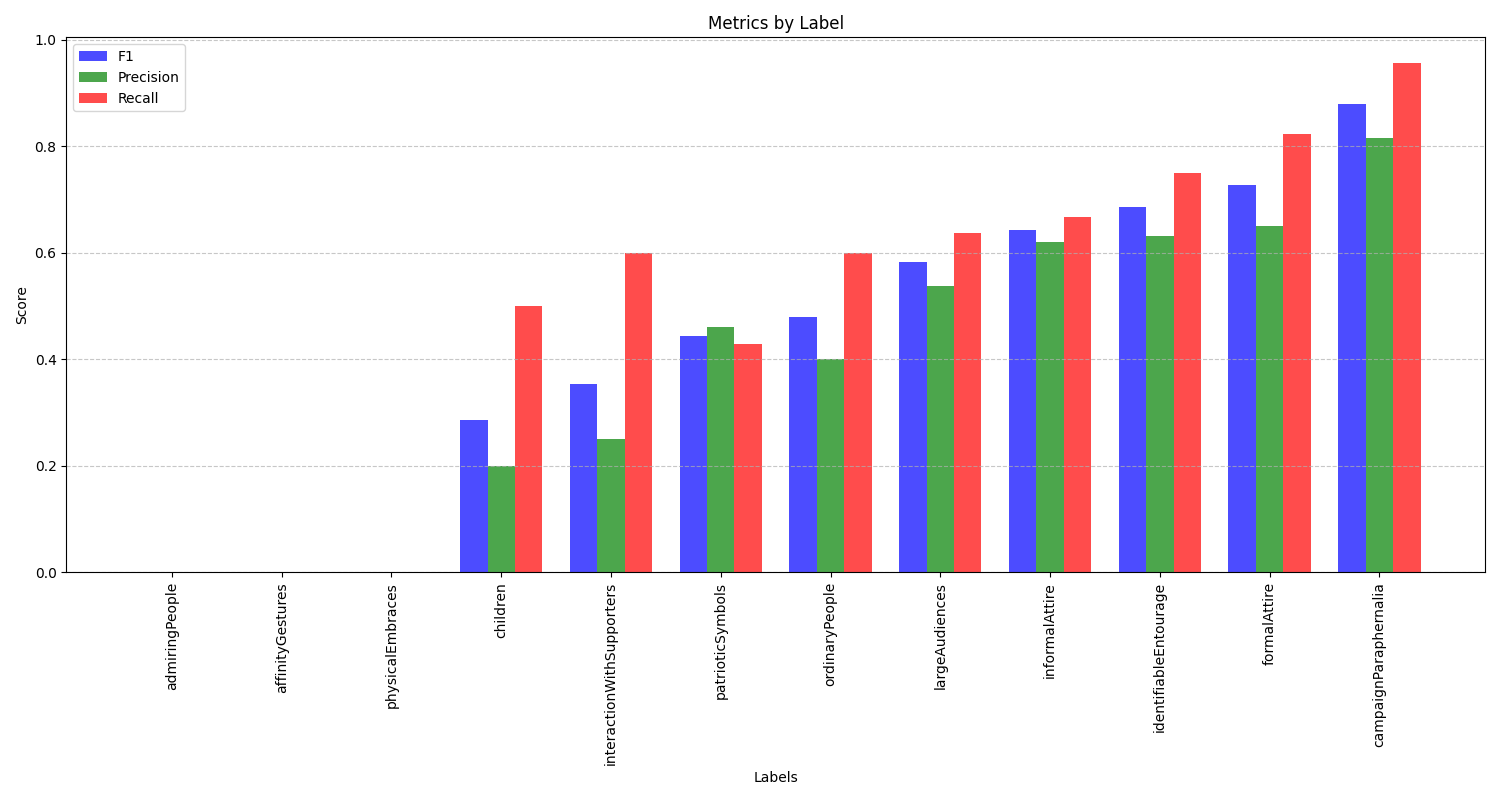 Metrics by Label
F1
Precision
Recall
Score
1.0
0.8
0.6
0.4
0.2
0.0
admiringPeople
affinityGestures
physicalEmbraces
children
interactionWithSupporters
patrioticSymbols
ordinaryPeople
largeAudiences
informalAttire
identifiableEntourage
formalAttire
campaignParaphernalia
Labels